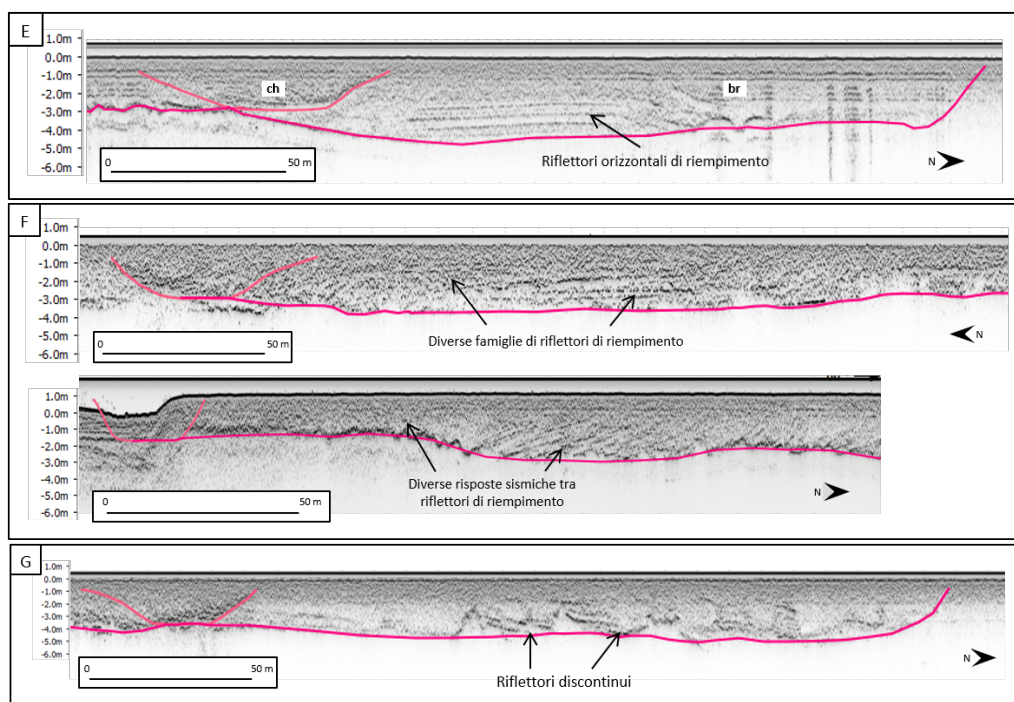 E
1.0m
0.0m
-1.0m
-2.0m
-3.0m
-4.0m
-5.0m
-6.0m
ch
br
Riflettori orizzontali di riempimento
0 50 m
N
F
1.0m
0.0m
-1.0m
-2.0m
-3.0m
-4.0m
-5.0m
-6.0m
Diverse famiglie di riflettori di riempimento
0 50 m
N
1.0m
0.0m
-1.0m
-2.0m
-3.0m
-4.0m
-5.0m
-6.0m
Diverse risposte sismiche tra
riflettori di riempimento
0 50 m
N
G
1.0m
0.0m
-1.0m
-2.0m
-3.0m
-4.0m
-5.0m
-6.0m
Riflettori discontinui
0 50 m
N